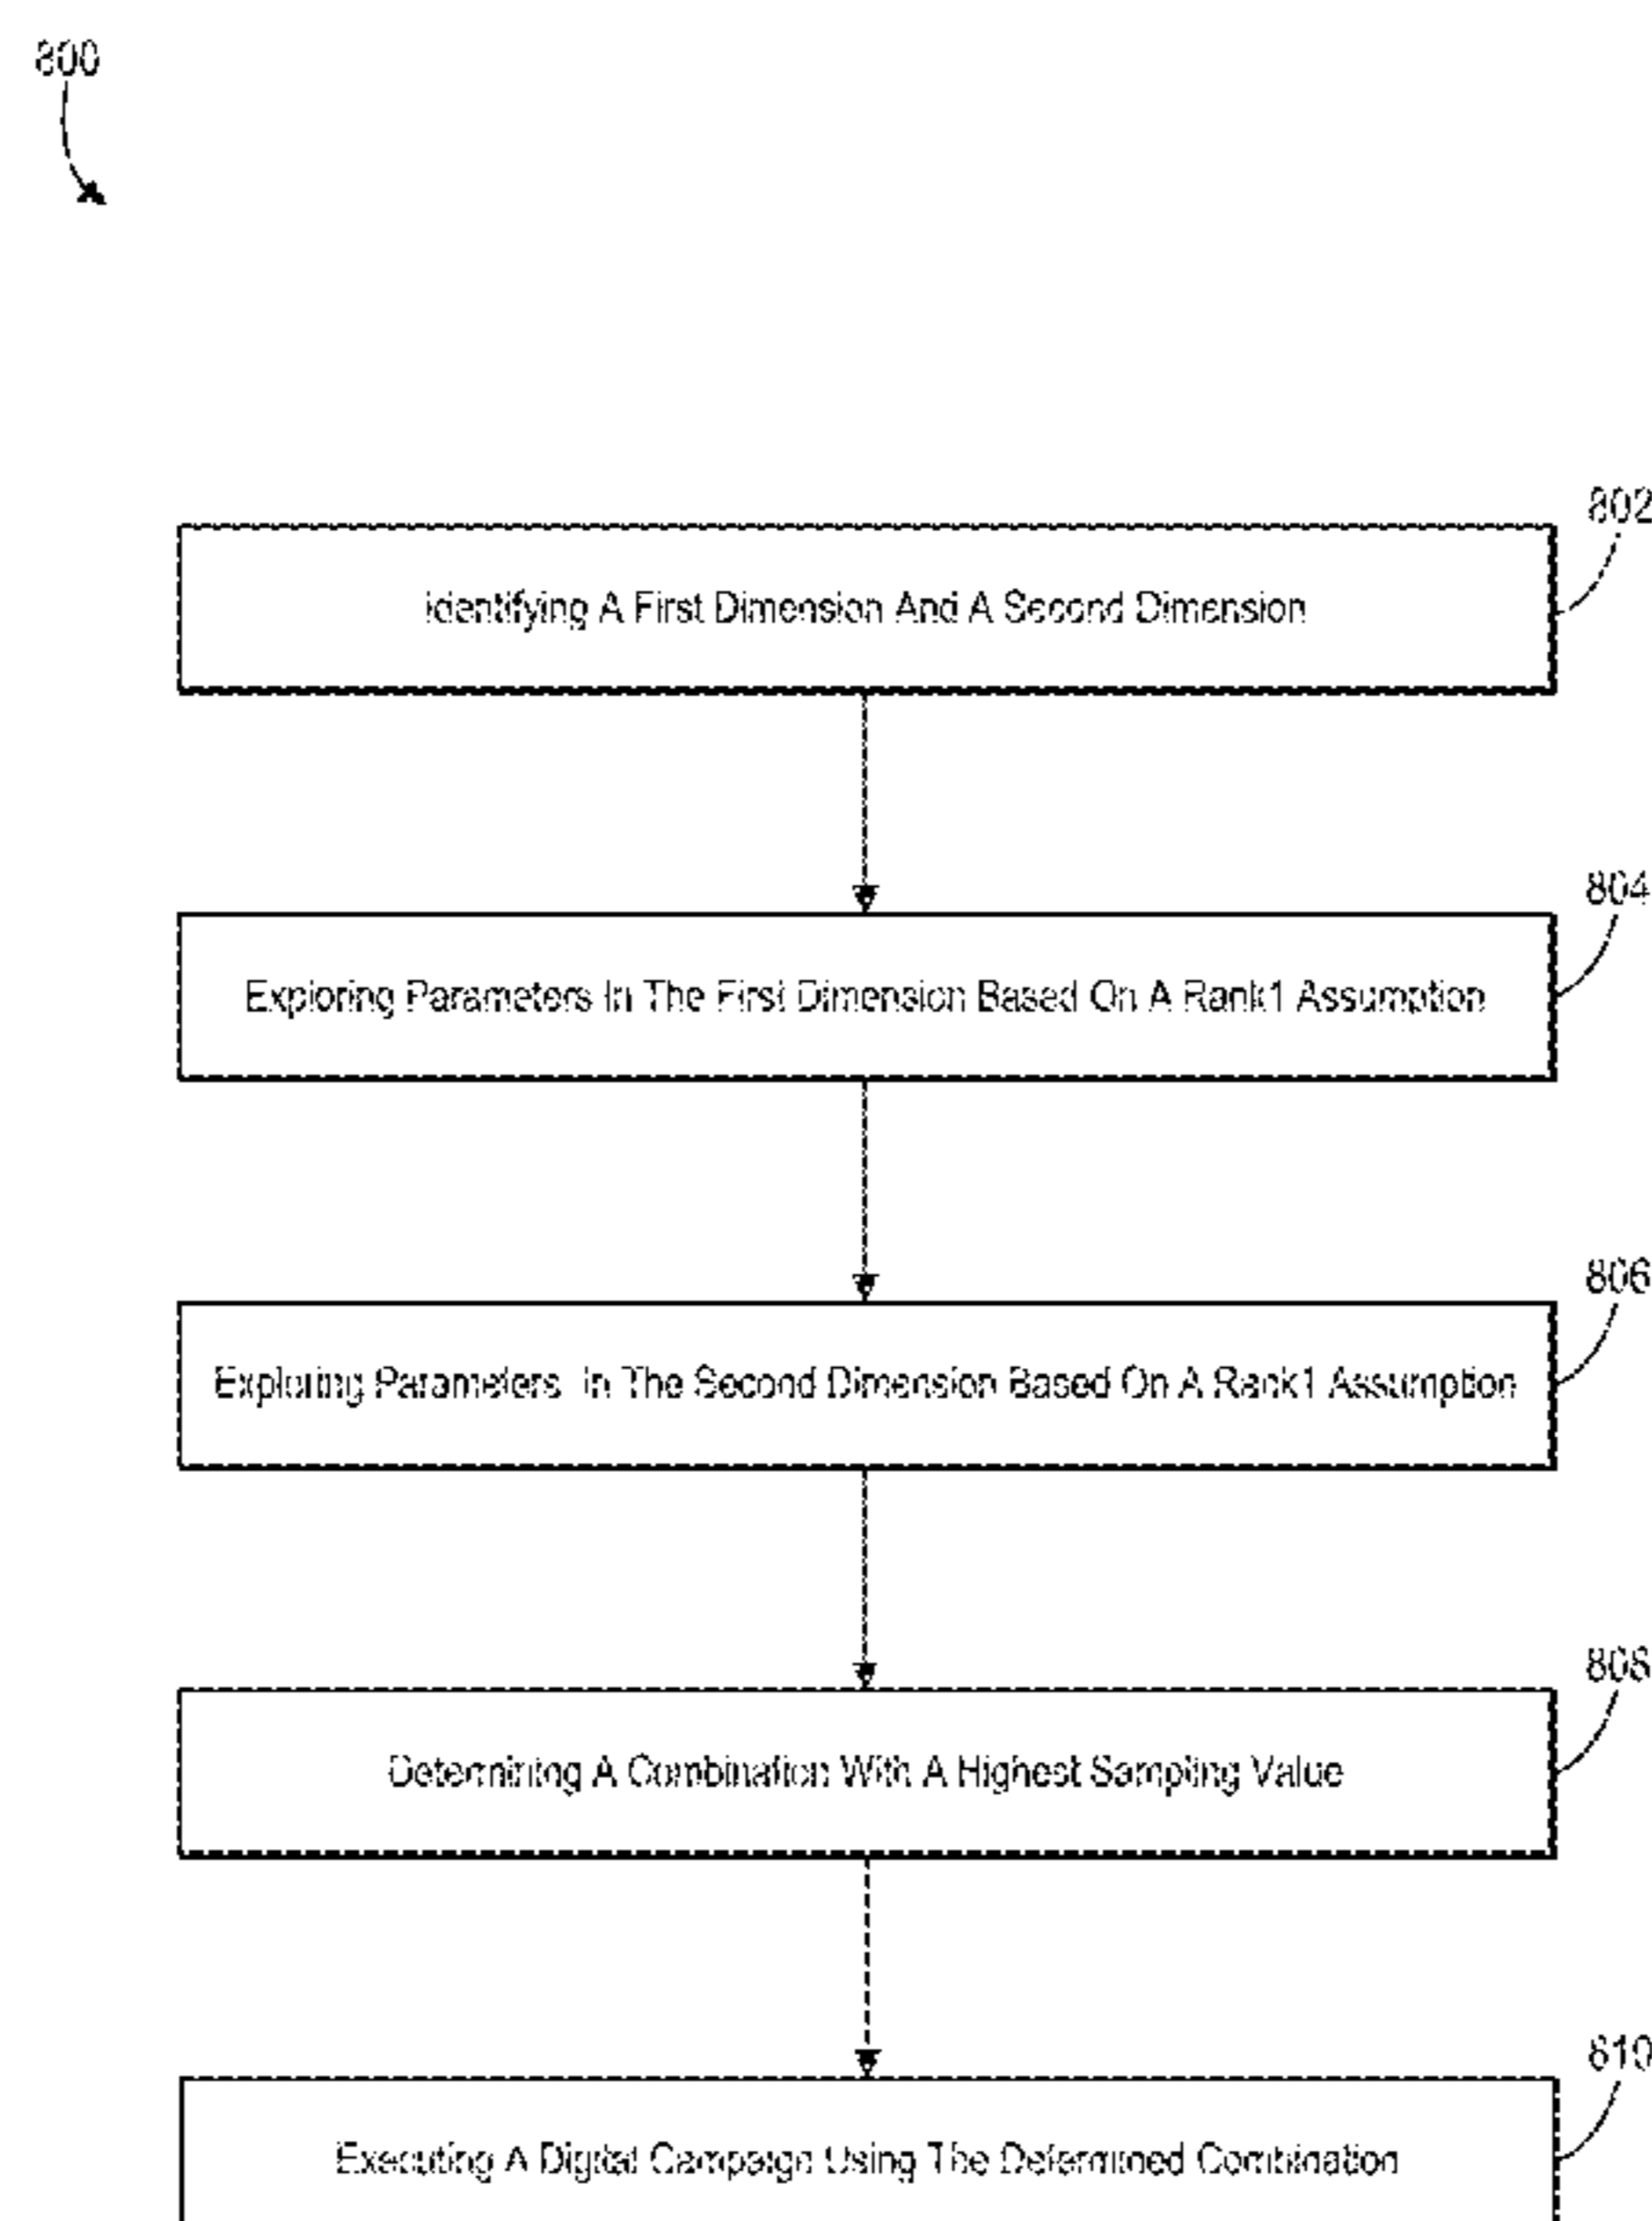 800
802
Identifying A First Dimension And A Second Dimension
804
Exploring Parameters In The First Dimension Based On A Rank1 Assumption
806
Exploring Parameters In The Second Dimension Based On A Rank1 Assumption
808
Determining A Combination With A Highest Sampling Value
810
Executing A Digital Campaign Using The Determined Combination